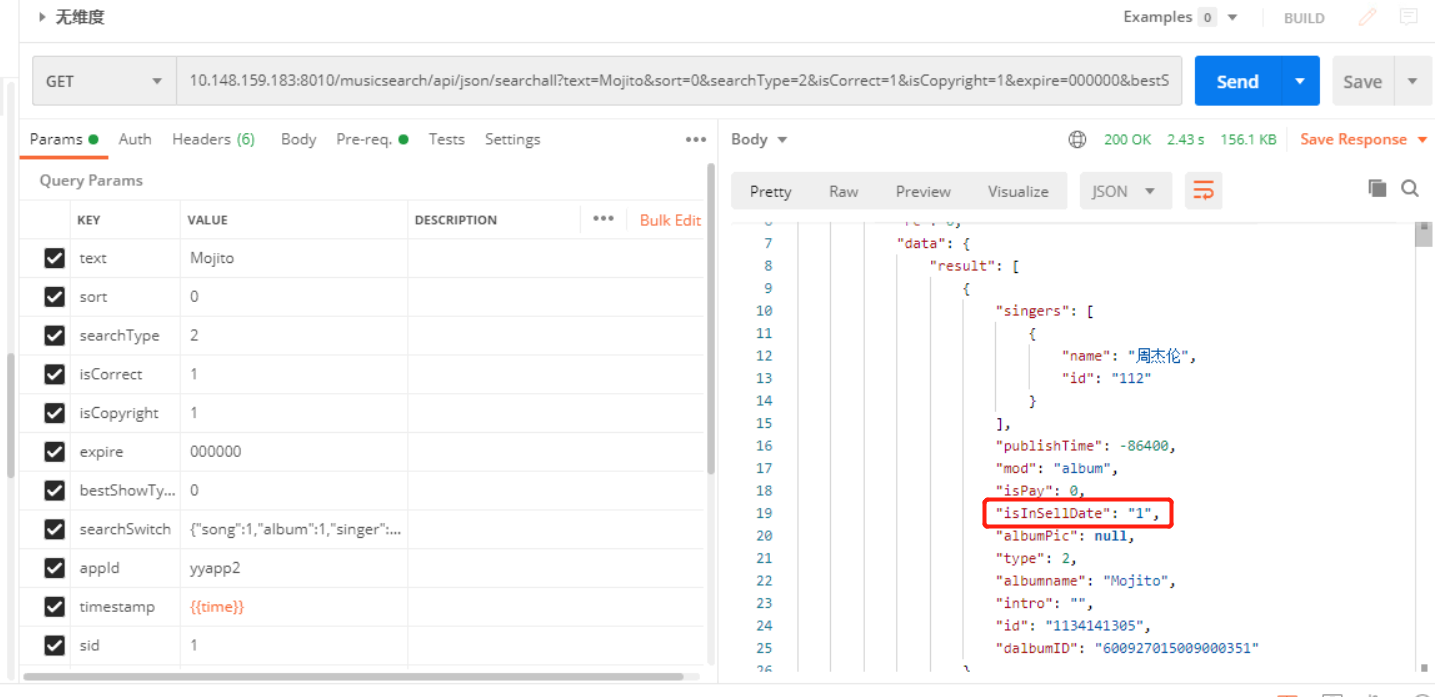 无维度
Examples 0
BUILD
GET
10.148.159.183:8010/musicsearch/api/json/searchall?text=Mojito&sort=0&searchType=2&isCorrect=1&isCopyright=1&expire=000000&bestS
Send
Save
Params Auth Headers (6) Body Pre-req. Tests Settings •••
Body
200 OK 2.43 s 156.1 KB Save Response
Query Params
Pretty Raw Preview Visualize JSON
KEY VALUE DESCRIPTION ••• Bulk Edit
text Mojito
sort 0
searchType 2
isCorrect 1
isCopyright 1
expire 000000
bestShowTy... 0
searchSwitch {"song":1,"album":1,"singer":...
appId yyapp2
timestamp {{time}}
sid 1
7 "data": {
8 "result": [
9 {
10 "singers": [
11 {
12 "name": "周杰伦",
13 "id": "112"
14 }
15 ],
16 "publishTime": -86400,
17 "mod": "album",
18 "isPay": 0,
19 "isInSellDate": "1",
20 "albumPic": null,
21 "type": 2,
22 "albumname": "Mojito",
23 "intro": "",
24 "id": "1134141305",
25 "dalbumID": "600927015009000351"
26 }